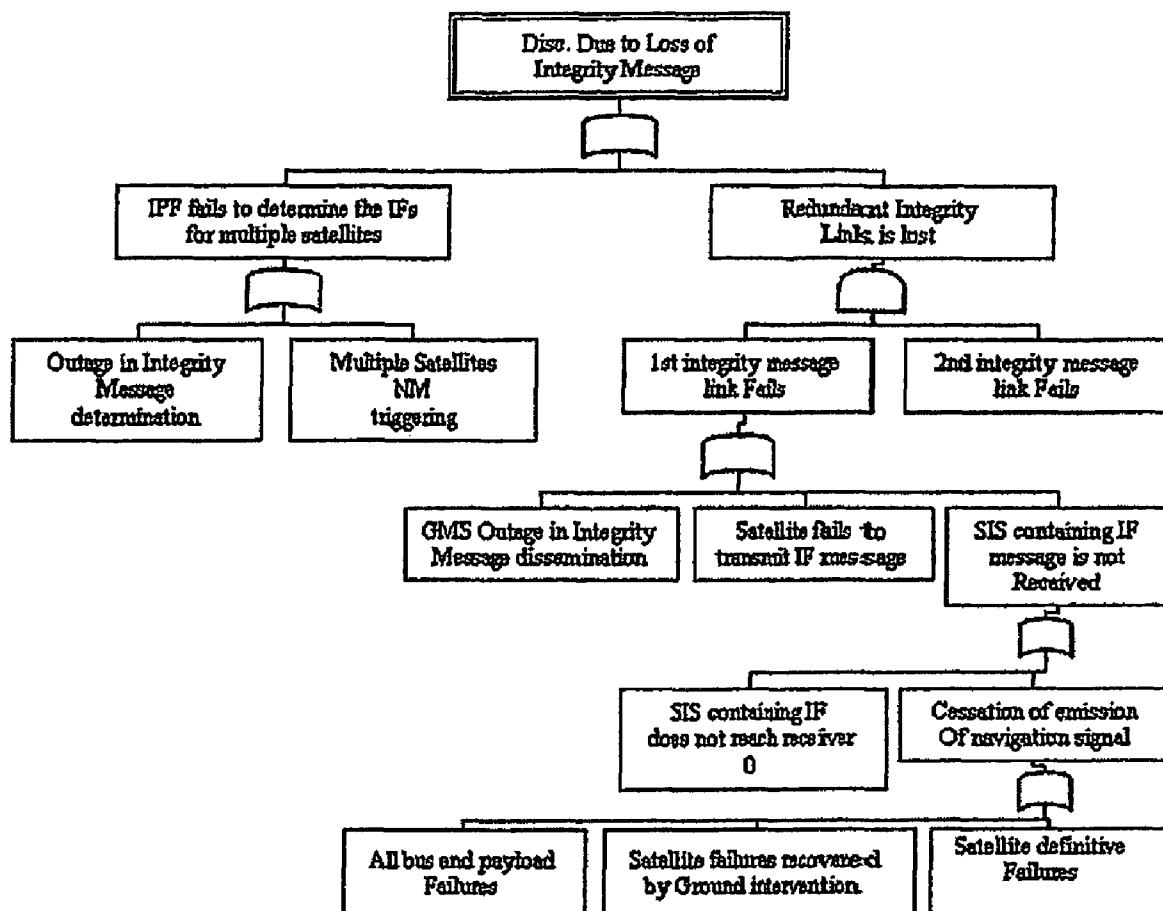 Disc. Due to Loss of
Integrity Message
IPF fails to determine the IFs
for multiple satellites
Redundant Integrity
Links is lost
Outage in Integrity
Message
determination
Multiple Satellites
NM
triggering
1st integrity message
link Fails
2nd integrity message
link Fails
GMS Outage in Integrity
Message dissemination
Satellite fails to
transmit IF message
SIS containing IF
message is not
Received
SIS containing IF
does not reach receiver
0
Cessation of emission
Of navigation signal
All bus and payload
Failures
Satellite failures recovered
by Ground intervention.
Satellite definitive
Failures